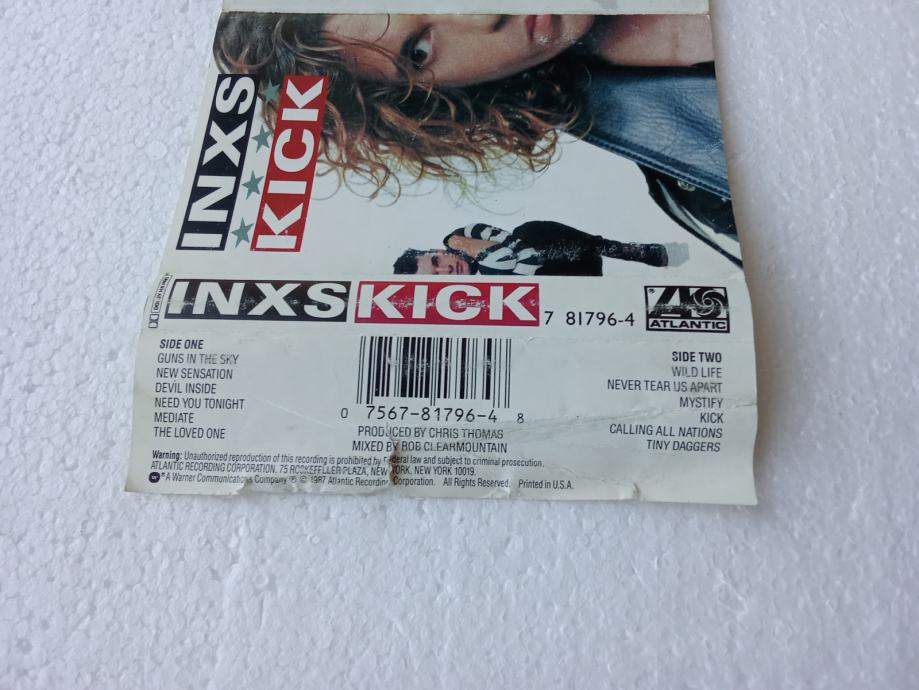 INXS
KICK
INXS KICK
7 81796-4
ATLANTIC
SIDE ONE
GUNS IN THE SKY
NEW SENSATION
DEVIL INSIDE
NEED YOU TONIGHT
MEDIATE
THE LOVED ONE
0 7567-81796-4 8
PRODUCED BY CHRIS THOMAS
MIXED BY BOB CLEARMOUNTAIN
SIDE TWO
WILD LIFE
NEVER TEAR US APART
MYSTIFY
KICK
CALLING ALL NATIONS
TINY DAGGERS
Warning: Unauthorized reproduction of this recording is prohibited by Federal law and subject to criminal prosecution.
ATLANTIC RECORDING CORPORATION, 75 ROCKEFELLER PLAZA, NEW YORK, NEW YORK 10019.
® A Warner Communications Company ℗ © 1987 Atlantic Recording Corporation. All Rights Reserved. Printed in U.S.A.